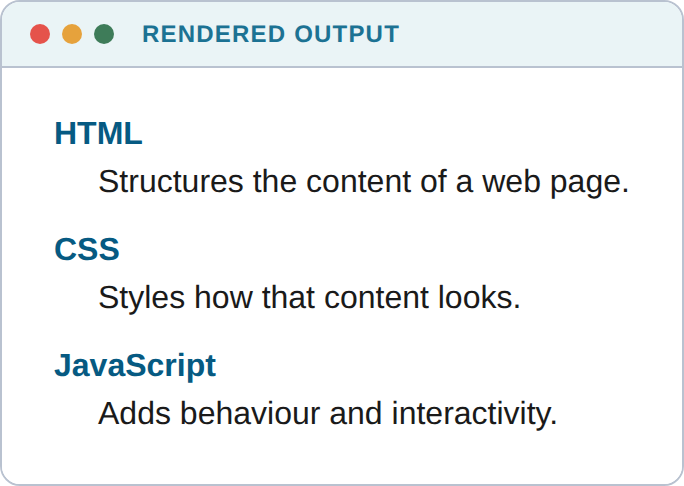 RENDERED OUTPUT
HTML
Structures the content of a web page.
CSS
Styles how that content looks.
JavaScript
Adds behaviour and interactivity.